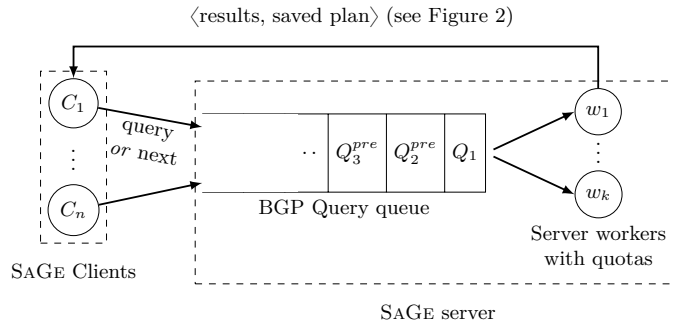 ⟨results, saved plan⟩ (see Figure 2)
C₁
query
or next
⋮
Cₙ
SAGE Clients
·· Q₃ᵖʳᵉ Q₂ᵖʳᵉ Q₁
BGP Query queue
w₁
⋮
wₖ
Server workers
with quotas
SAGE server